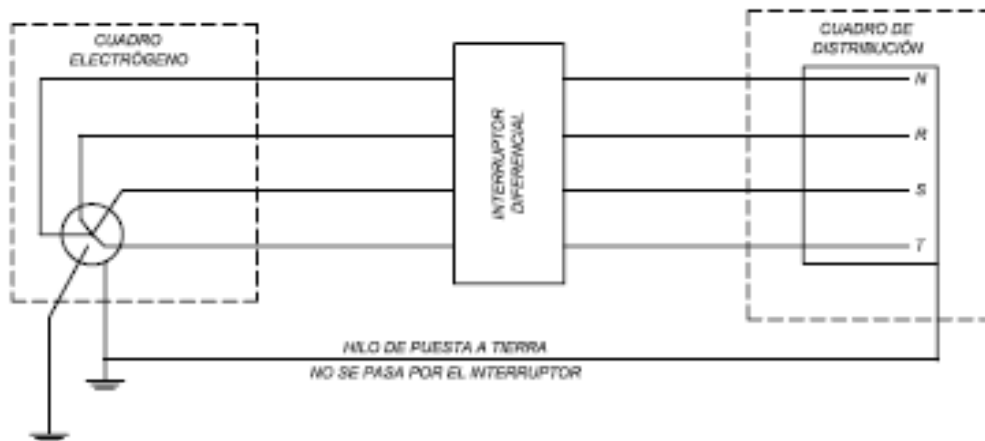 CUADRO
ELECTRÓGENO
CUADRO DE
DISTRIBUCIÓN
INTERRUPTOR
DIFERENCIAL
N
R
S
T
HILO DE PUESTA A TIERRA
NO SE PASA POR EL INTERRUPTOR